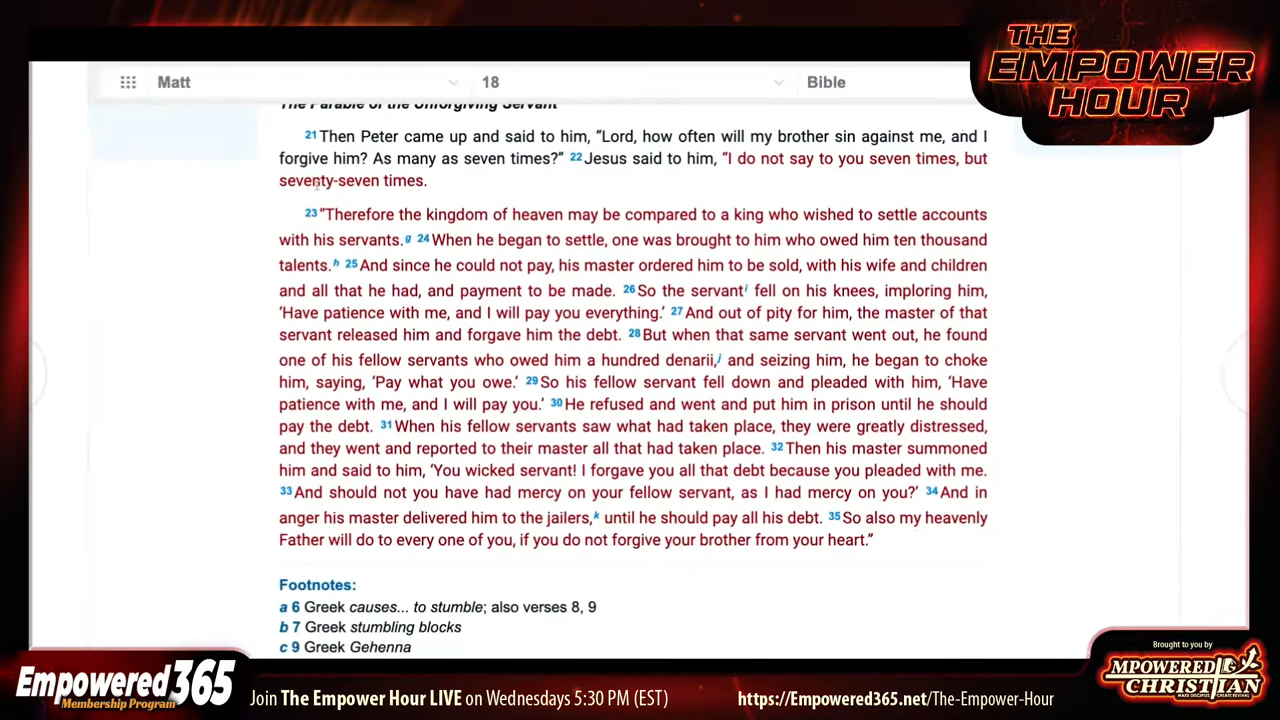 THE
EMPOWER
HOUR
Matt
18
Bible
The Parable of the Unforgiving Servant
21 Then Peter came up and said to him, “Lord, how often will my brother sin against me, and I
forgive him? As many as seven times?” 22 Jesus said to him, “I do not say to you seven times, but
seventy-seven times.
23 “Therefore the kingdom of heaven may be compared to a king who wished to settle accounts
with his servants.g 24 When he began to settle, one was brought to him who owed him ten thousand
talents.h 25 And since he could not pay, his master ordered him to be sold, with his wife and children
and all that he had, and payment to be made. 26 So the servanti fell on his knees, imploring him,
‘Have patience with me, and I will pay you everything.’ 27 And out of pity for him, the master of that
servant released him and forgave him the debt. 28 But when that same servant went out, he found
one of his fellow servants who owed him a hundred denarii,j and seizing him, he began to choke
him, saying, ‘Pay what you owe.’ 29 So his fellow servant fell down and pleaded with him, ‘Have
patience with me, and I will pay you.’ 30 He refused and went and put him in prison until he should
pay the debt. 31 When his fellow servants saw what had taken place, they were greatly distressed,
and they went and reported to their master all that had taken place. 32 Then his master summoned
him and said to him, ‘You wicked servant! I forgave you all that debt because you pleaded with me.
33 And should not you have had mercy on your fellow servant, as I had mercy on you?’ 34 And in
anger his master delivered him to the jailers,k until he should pay all his debt. 35 So also my heavenly
Father will do to every one of you, if you do not forgive your brother from your heart.”
Footnotes:
a 6 Greek causes... to stumble; also verses 8, 9
b 7 Greek stumbling blocks
c 9 Greek Gehenna
Empowered365
Membership Program
Join The Empower Hour LIVE on Wednesdays 5:30 PM (EST)
https://Empowered365.net/The-Empower-Hour
Brought to you by
MPOWERED
CHRISTIAN
MAKE DISCIPLES CREATE REVIVAL